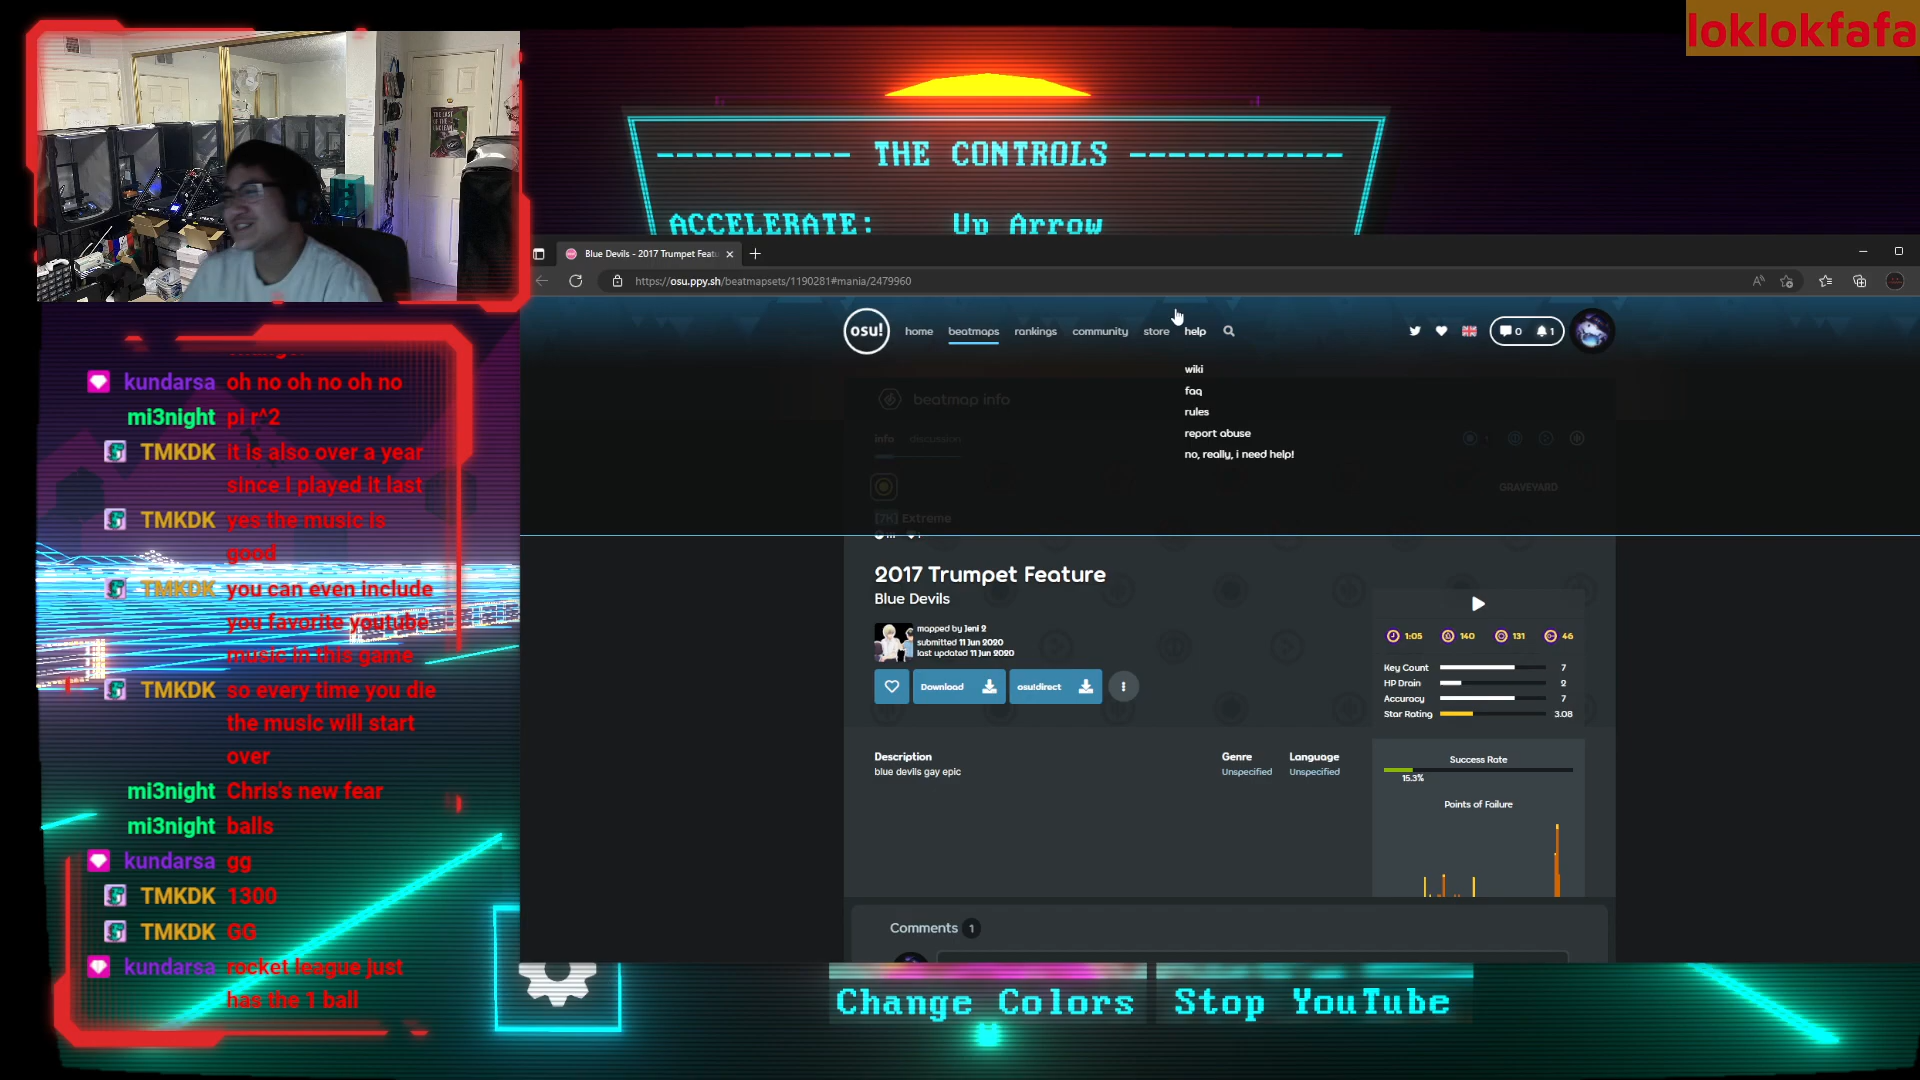 loklokfafa
---------- THE CONTROLS -----------
ACCELERATE: Up Arrow
Blue Devils - 2017 Trumpet Featu
https://osu.ppy.sh/beatmapsets/1190281#mania/2479960
osu! home beatmaps rankings community store help
0 1
wiki
faq
rules
report abuse
no, really, i need help!
beatmap info
info discussion
1
GRAVEYARD
[7K] Extreme
2017 Trumpet Feature
Blue Devils
mapped by Jeni 2
submitted 11 Jun 2020
last updated 11 Jun 2020
Download
osu!direct
1:05 140 131 46
Key Count 7
HP Drain 2
Accuracy 7
Star Rating 3.08
Description
blue devils gay epic
Genre
Unspecified
Language
Unspecified
Success Rate
15.3%
Points of Failure
Comments 1
kundarsa oh no oh no oh no
mi3night pi r^2
TMKDK it is also over a year
since I played it last
TMKDK yes the music is
good
TMKDK you can even include
you favorite youtube
music in this game
TMKDK so every time you die
the music will start
over
mi3night Chris's new fear
mi3night balls
kundarsa gg
TMKDK 1300
TMKDK GG
kundarsa rocket league just
has the 1 ball
Change Colors
Stop YouTube